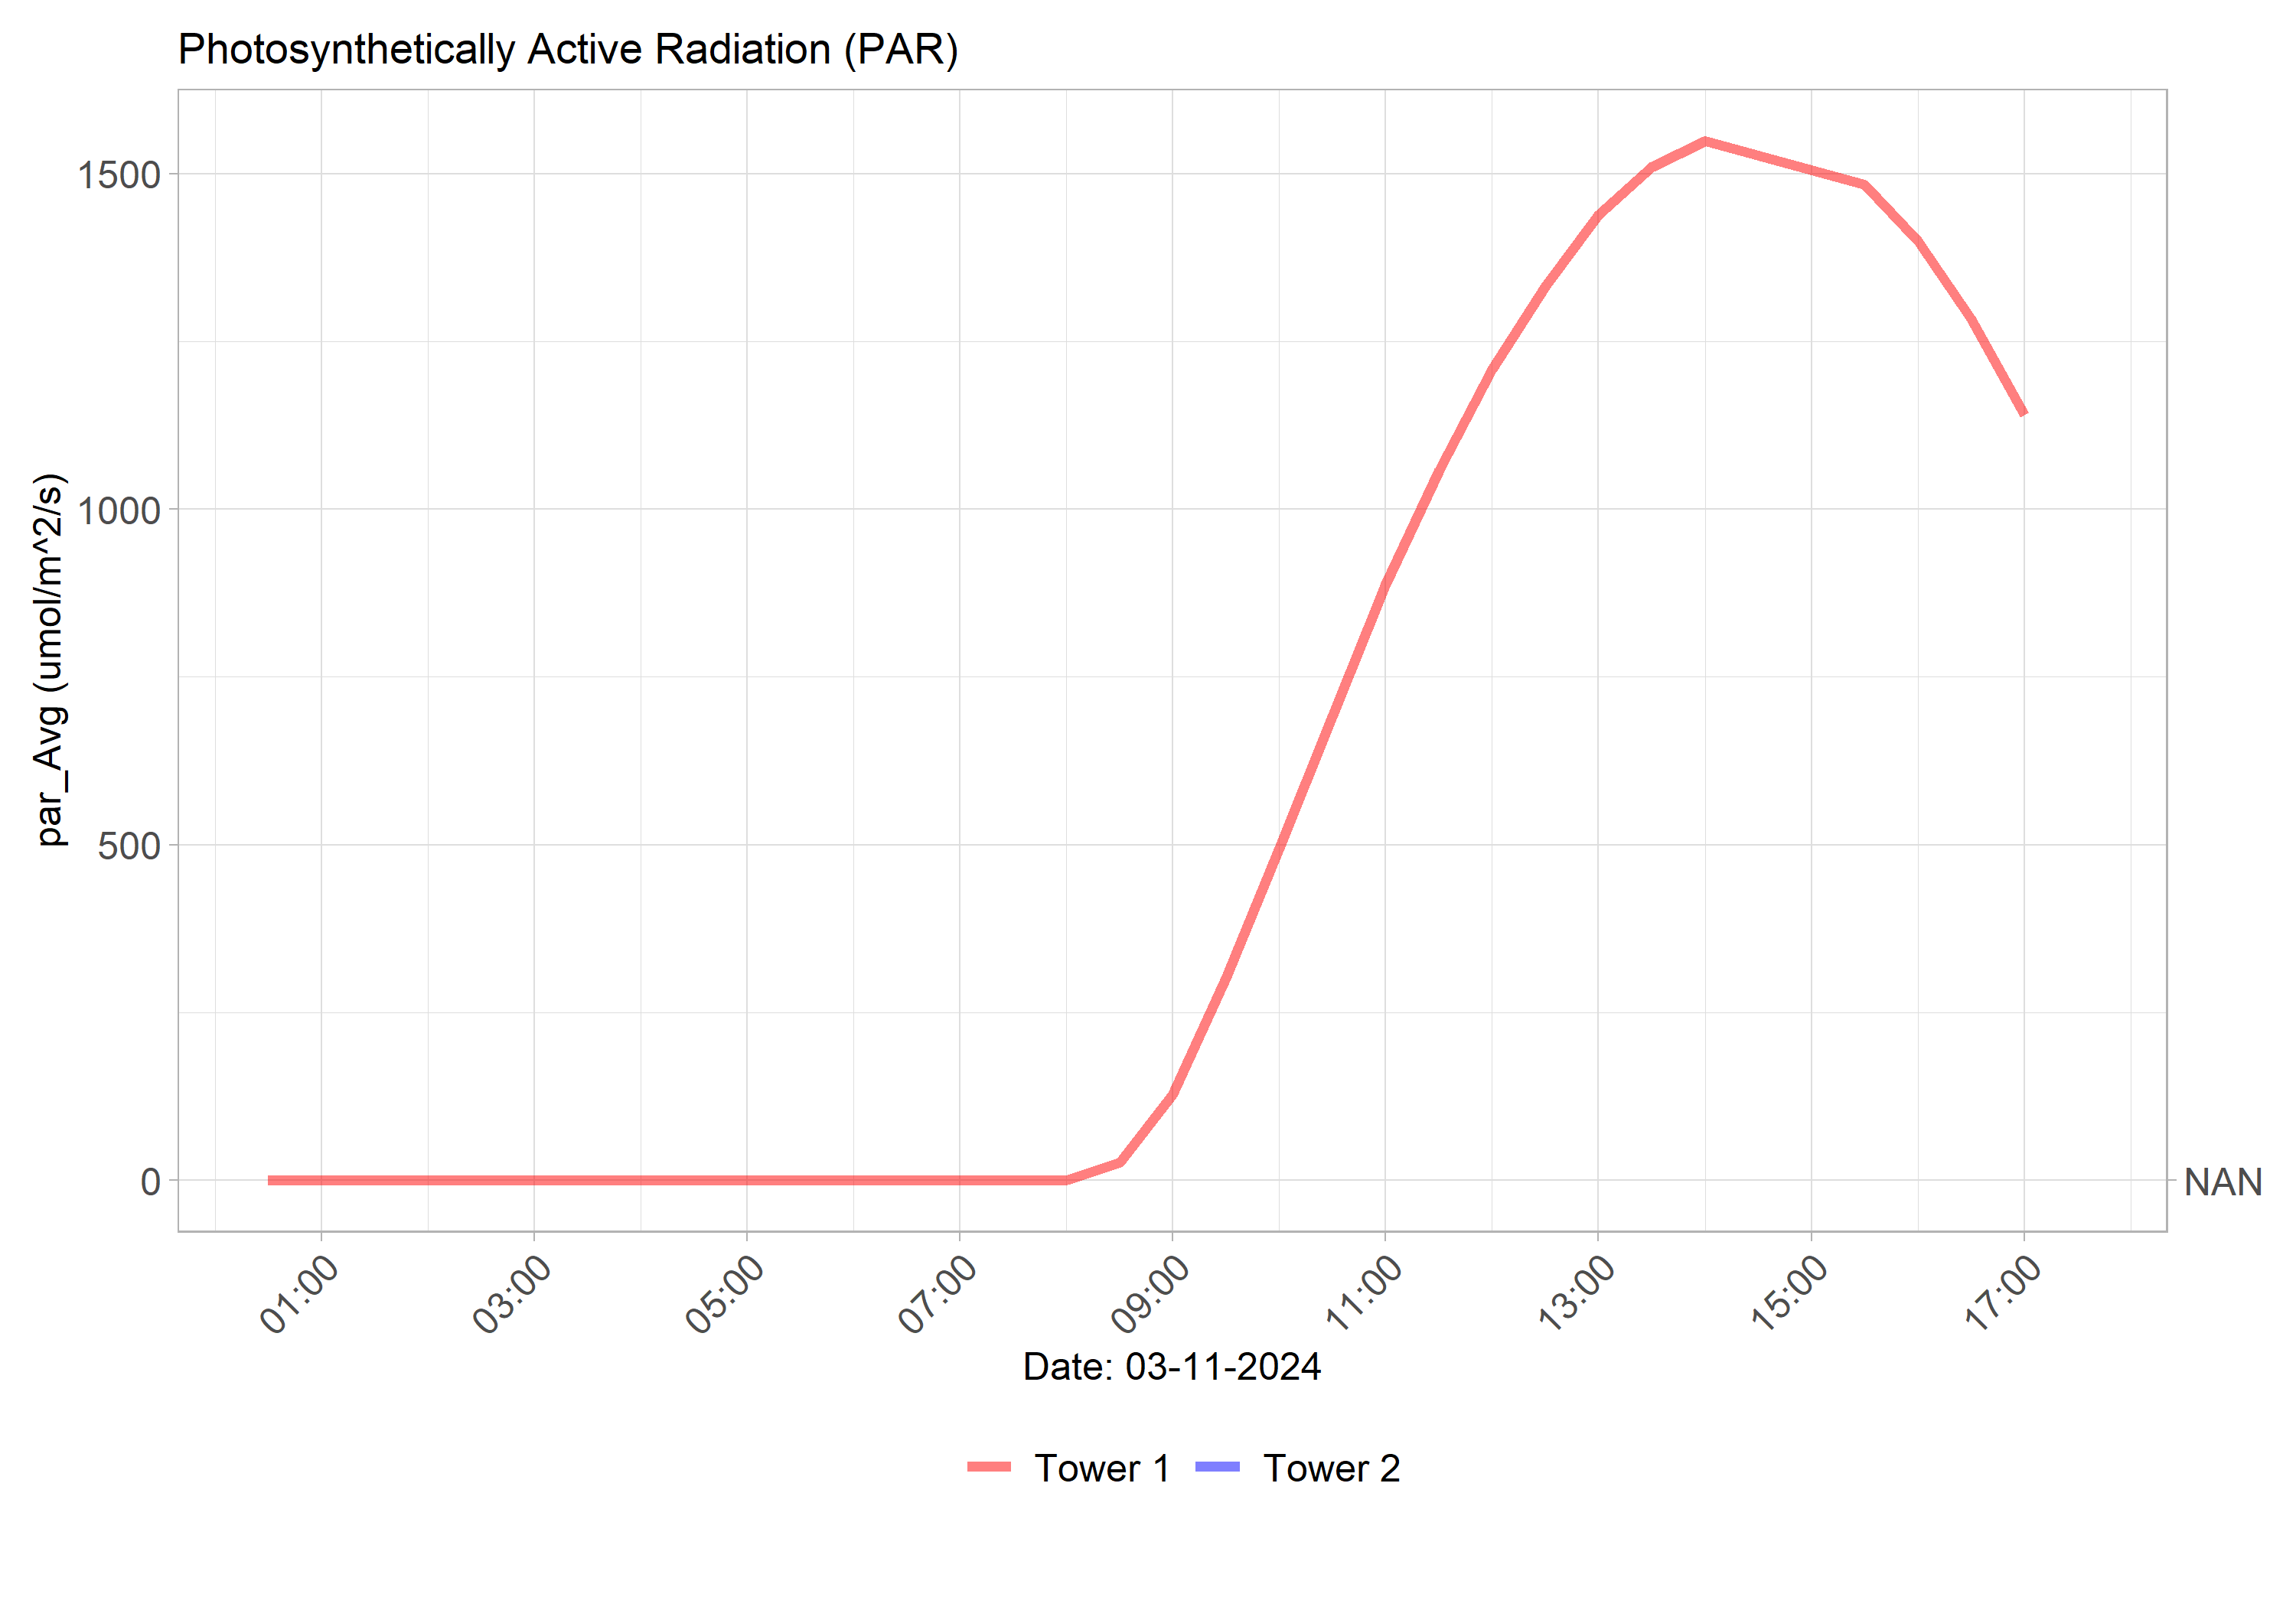 Photosynthetically Active Radiation (PAR)
par_Avg (umol/m^2/s)
1500
1000
500
0
NAN
01:00
03:00
05:00
07:00
09:00
11:00
13:00
15:00
17:00
Date: 03-11-2024
Tower 1
Tower 2